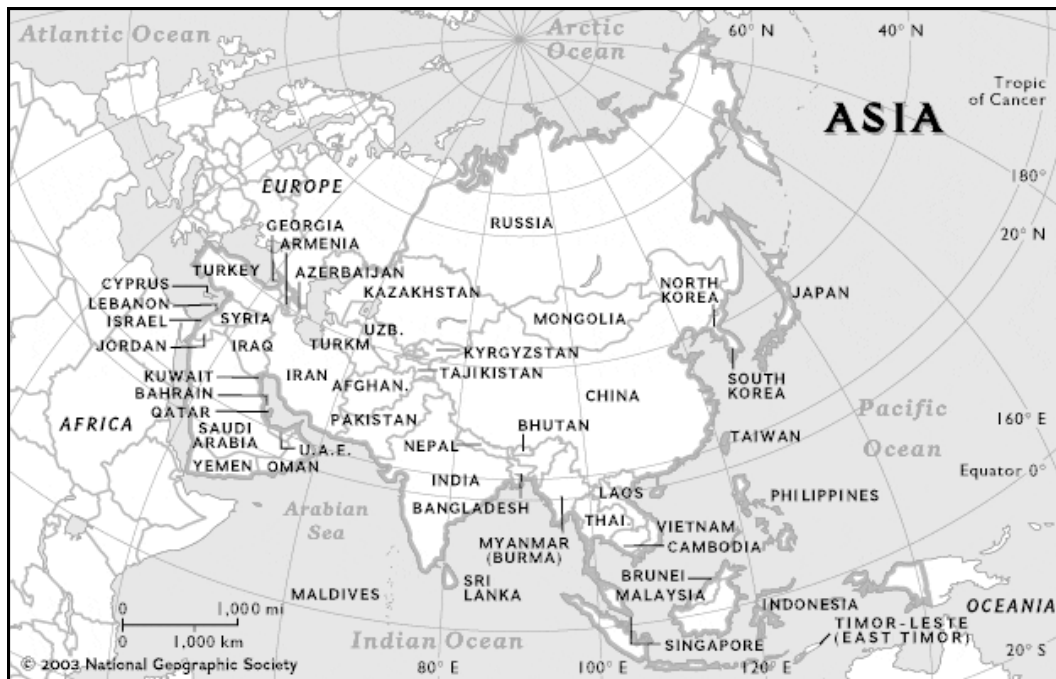 Atlantic Ocean
Arctic
Ocean
60° N
40° N
Tropic
of Cancer
ASIA
180°
20° N
EUROPE
RUSSIA
GEORGIA
ARMENIA
AZERBAIJAN
TURKEY
CYPRUS
LEBANON
ISRAEL
JORDAN
SYRIA
IRAQ
KAZAKHSTAN
UZB.
TURKM.
NORTH
KOREA
JAPAN
MONGOLIA
KYRGYZSTAN
TAJIKISTAN
IRAN
AFGHAN.
KUWAIT
BAHRAIN
QATAR
SOUTH
KOREA
CHINA
AFRICA
SAUDI
ARABIA
PAKISTAN
BHUTAN
Pacific
Ocean
160° E
U.A.E.
NEPAL
TAIWAN
YEMEN
OMAN
INDIA
Equator 0°
BANGLADESH
LAOS
PHILIPPINES
Arabian
Sea
THAI.
VIETNAM
CAMBODIA
MYANMAR
(BURMA)
BRUNEI
MALAYSIA
MALDIVES
SRI
LANKA
INDONESIA
OCEANIA
TIMOR-LESTE
(EAST TIMOR)
0 1,000 mi
0 1,000 km
Indian Ocean
SINGAPORE
20° S
© 2003 National Geographic Society
80° E
100° E
120° E